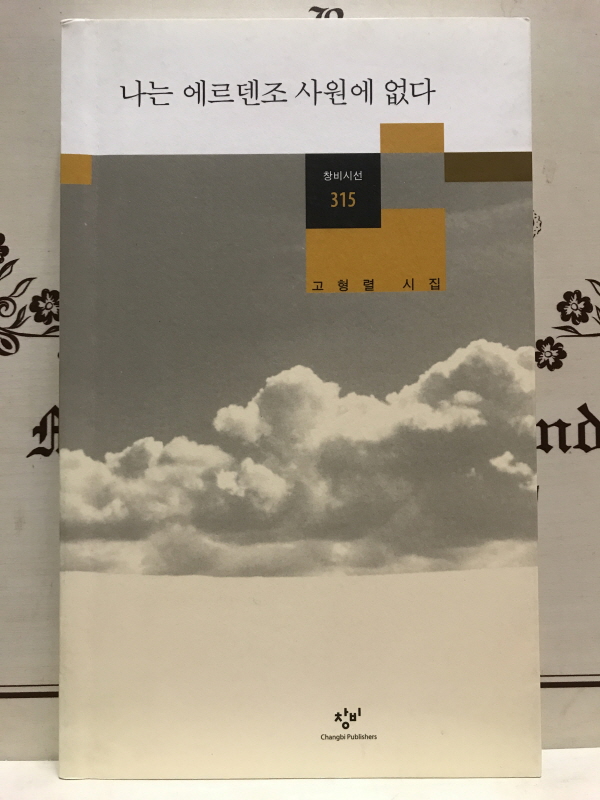 나는 에르덴조 사원에 없다
창비시선
315
고형렬 시집
창비
Changbi Publishers